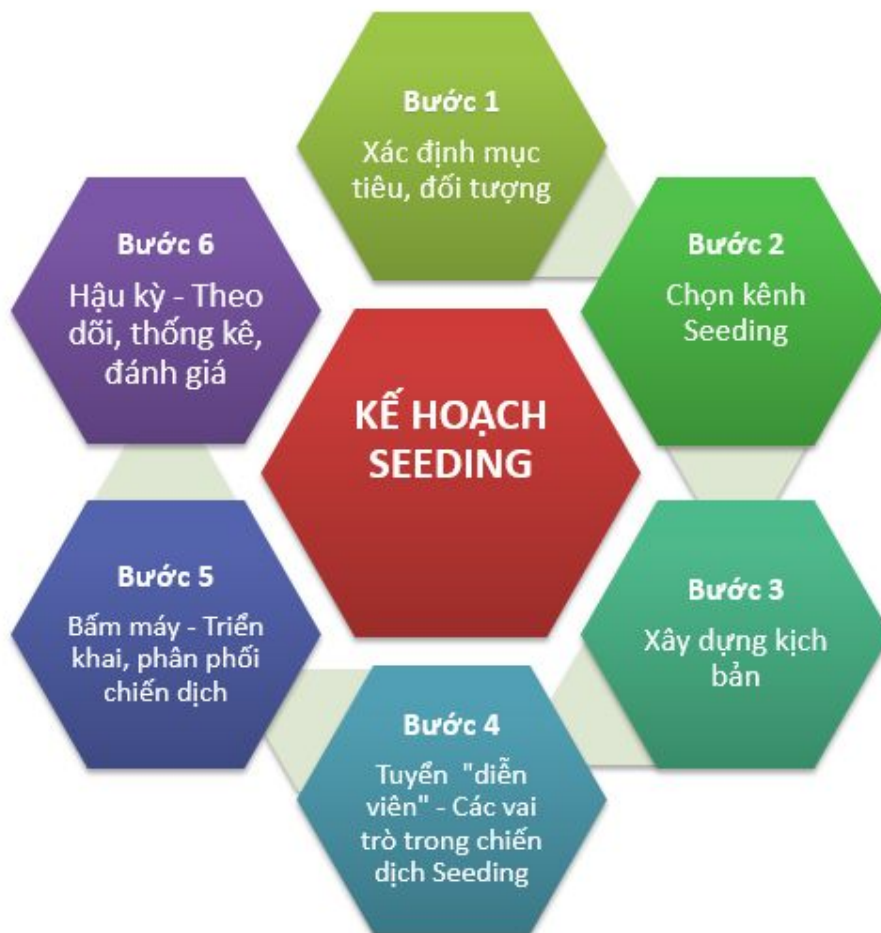 Bước 1
Xác định mục
tiêu, đối tượng
Bước 2
Chọn kênh
Seeding
Bước 3
Xây dựng kịch
bản
Bước 4
Tuyển "diễn
viên" - Các vai
trò trong chiến
dịch Seeding
Bước 5
Bấm máy - Triển
khai, phân phối
chiến dịch
Bước 6
Hậu kỳ - Theo
dõi, thống kê,
đánh giá
KẾ HOẠCH
SEEDING